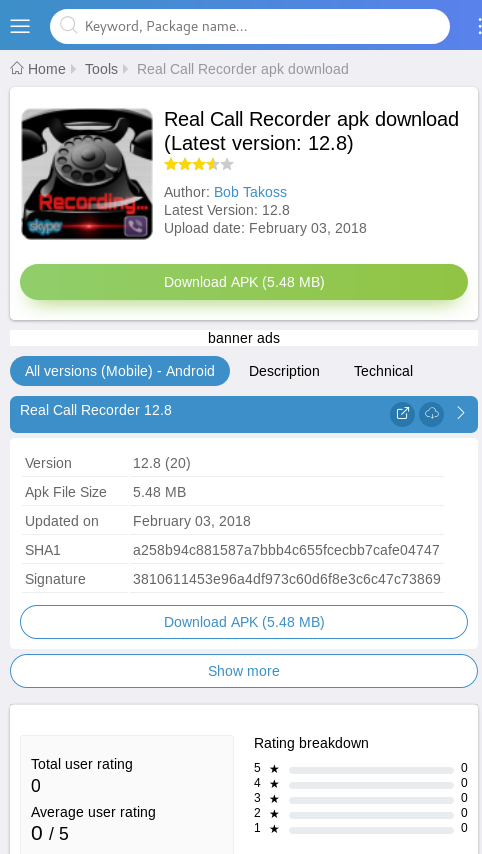 Keyword, Package name...
Home Tools Real Call Recorder apk download
Recording...
skype
Real Call Recorder apk download
(Latest version: 12.8)
Author: Bob Takoss
Latest Version: 12.8
Upload date: February 03, 2018
Download APK (5.48 MB)
banner ads
All versions (Mobile) - Android Description Technical
Real Call Recorder 12.8
Version 12.8 (20)
Apk File Size 5.48 MB
Updated on February 03, 2018
SHA1 a258b94c881587a7bbb4c655fcecbb7cafe04747
Signature 3810611453e96a4df973c60d6f8e3c6c47c73869
Download APK (5.48 MB)
Show more
Total user rating
0
Average user rating
0 / 5
Rating breakdown
5 ★ 0
4 ★ 0
3 ★ 0
2 ★ 0
1 ★ 0